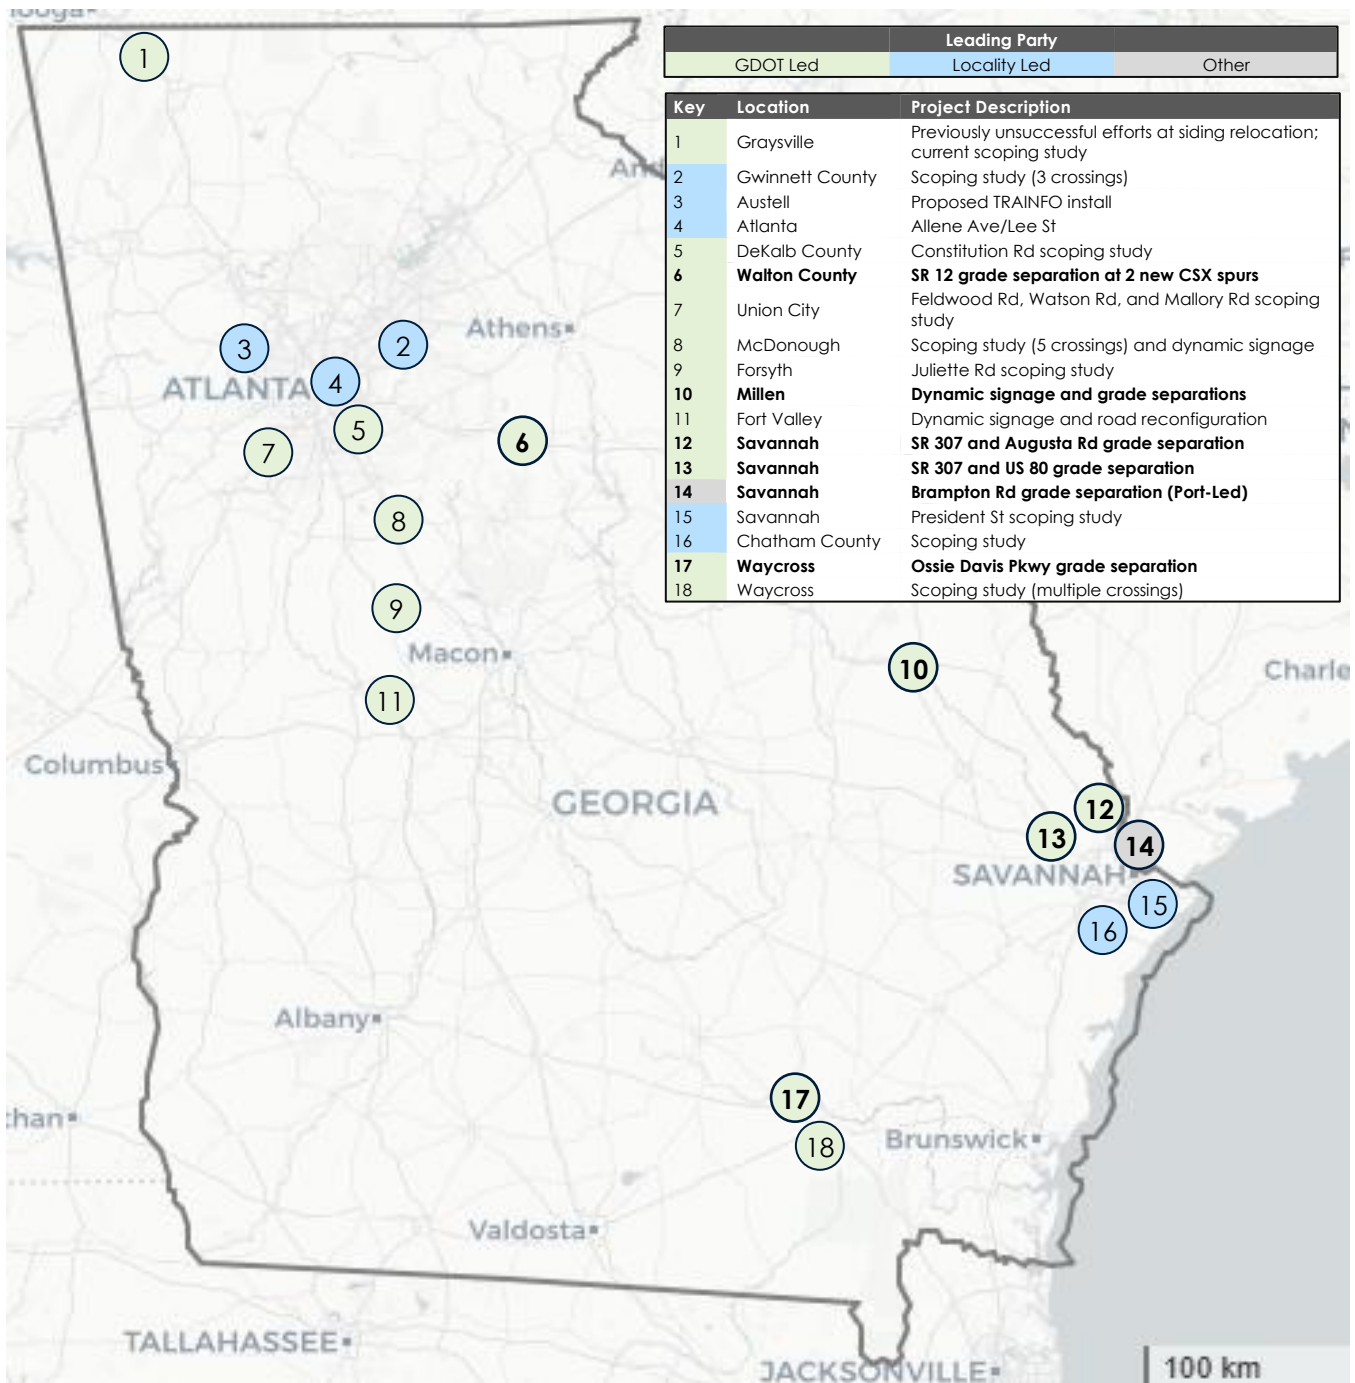 Leading Party
GDOT Led Locality Led Other
Key Location Project Description
1 Graysville Previously unsuccessful efforts at siding relocation;
current scoping study
2 Gwinnett County Scoping study (3 crossings)
3 Austell Proposed TRAINFO install
4 Atlanta Allene Ave/Lee St
5 DeKalb County Constitution Rd scoping study
6 Walton County SR 12 grade separation at 2 new CSX spurs
7 Union City Feldwood Rd, Watson Rd, and Mallory Rd scoping
study
8 McDonough Scoping study (5 crossings) and dynamic signage
9 Forsyth Juliette Rd scoping study
10 Millen Dynamic signage and grade separations
11 Fort Valley Dynamic signage and road reconfiguration
12 Savannah SR 307 and Augusta Rd grade separation
13 Savannah SR 307 and US 80 grade separation
14 Savannah Brampton Rd grade separation (Port-Led)
15 Savannah President St scoping study
16 Chatham County Scoping study
17 Waycross Ossie Davis Pkwy grade separation
18 Waycross Scoping study (multiple crossings)
1
Athens
2
3
ATLANTA
4
5
6
7
8
9
Macon
10
11
Charle
Columbus
GEORGIA
12
13
14
SAVANNAH
15
16
Albany
17
18
han
Brunswick
Valdosta
TALLAHASSEE
JACKSONVILLE
100 km